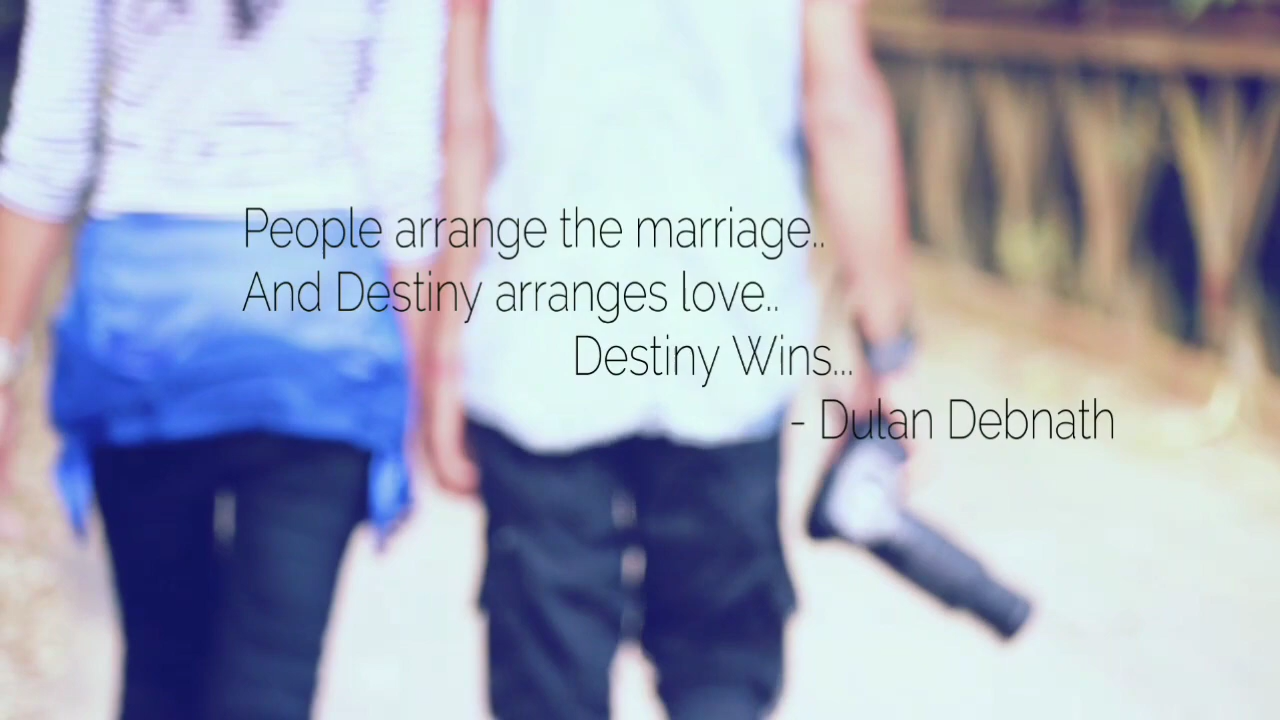 People arrange the marriage..
And Destiny arranges love..
Destiny Wins...
- Dulan Debnath